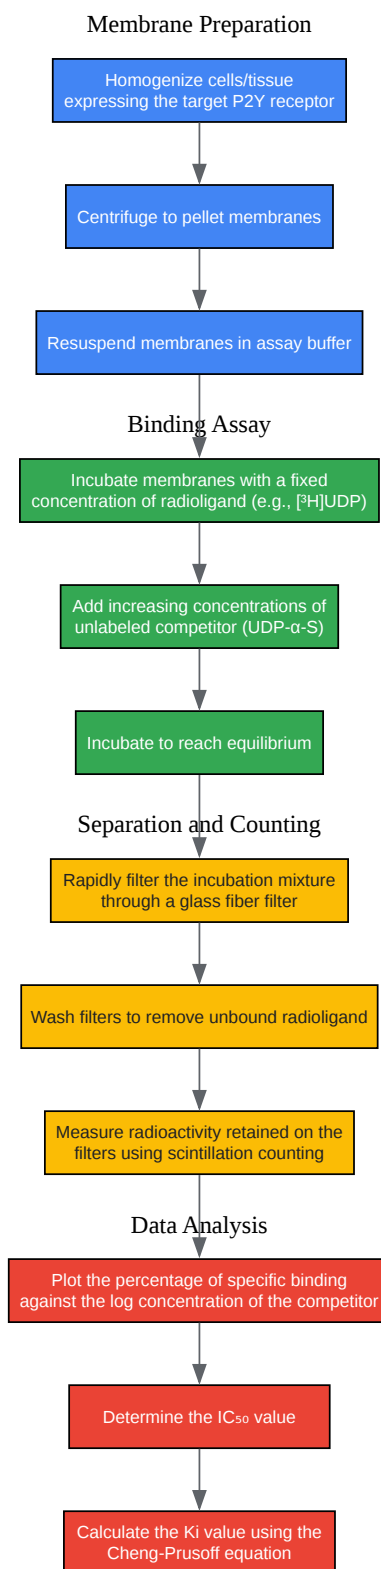 Membrane Preparation
Homogenize cells/tissue
expressing the target P2Y receptor
Centrifuge to pellet membranes
Resuspend membranes in assay buffer
Binding Assay
Incubate membranes with a fixed
concentration of radioligand (e.g., [³H]UDP)
Add increasing concentrations of
unlabeled competitor (UDP-α-S)
Incubate to reach equilibrium
Separation and Counting
Rapidly filter the incubation mixture
through a glass fiber filter
Wash filters to remove unbound radioligand
Measure radioactivity retained on the
filters using scintillation counting
Data Analysis
Plot the percentage of specific binding
against the log concentration of the competitor
Determine the IC₅₀ value
Calculate the Ki value using the
Cheng-Prusoff equation